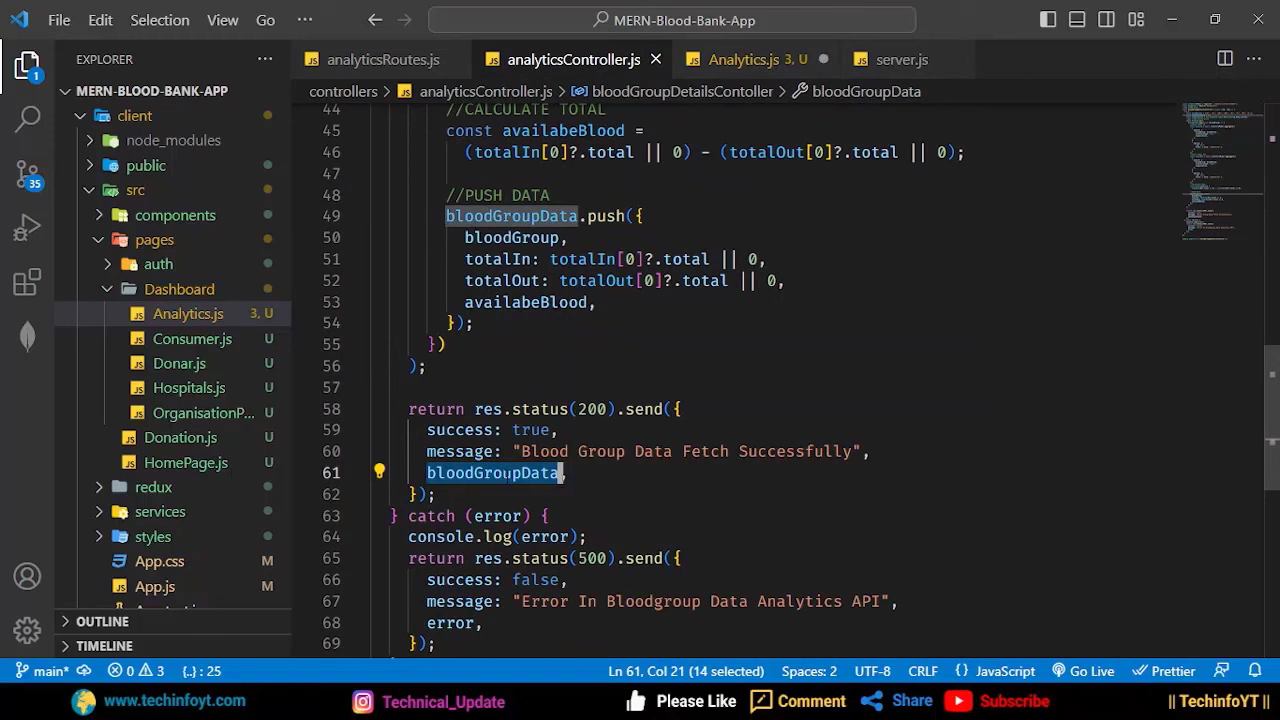 File Edit Selection View Go ··· MERN-Blood-Bank-App
EXPLORER ···
analyticsRoutes.js
analyticsController.js
Analytics.js 3, U
server.js
MERN-BLOOD-BANK-APP
controllers > analyticsController.js > bloodGroupDetailsContoller > bloodGroupData
1
35
client
node_modules
public
src
components
pages
auth
Dashboard
Analytics.js 3, U
Consumer.js U
Donar.js U
Hospitals.js U
OrganisationP... U
Donation.js U
HomePage.js U
redux
services
styles
App.css M
App.js M
OUTLINE
TIMELINE
44 //CALCULATE TOTAL
45 const availabeBlood =
46 (totalIn[0]?.total || 0) - (totalOut[0]?.total || 0);
47
48 //PUSH DATA
49 bloodGroupData.push({
50 bloodGroup,
51 totalIn: totalIn[0]?.total || 0,
52 totalOut: totalOut[0]?.total || 0,
53 availabeBlood,
54 });
55 })
56 );
57
58 return res.status(200).send({
59 success: true,
60 message: "Blood Group Data Fetch Successfully",
61 bloodGroupData,
62 });
63 } catch (error) {
64 console.log(error);
65 return res.status(500).send({
66 success: false,
67 message: "Error In Bloodgroup Data Analytics API",
68 error,
69 });
main* 0 3 {..} : 25 Ln 61, Col 21 (14 selected) Spaces: 2 UTF-8 CRLF {} JavaScript Go Live Prettier
www.techinfoyt.com Technical_Update Please Like Comment Share Subscribe || TechinfoYT ||